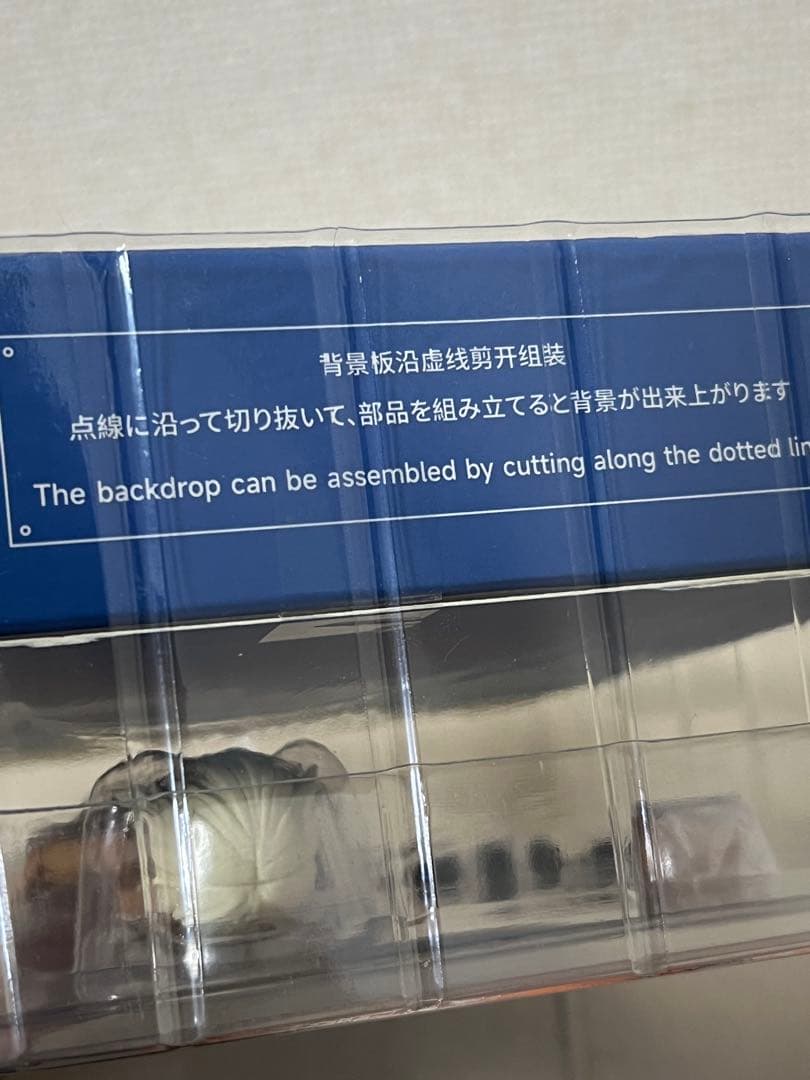 背景板沿虚线剪开组装
点線に沿って切り抜いて、部品を組み立てると背景が出来上がります
The backdrop can be assembled by cutting along the dotted